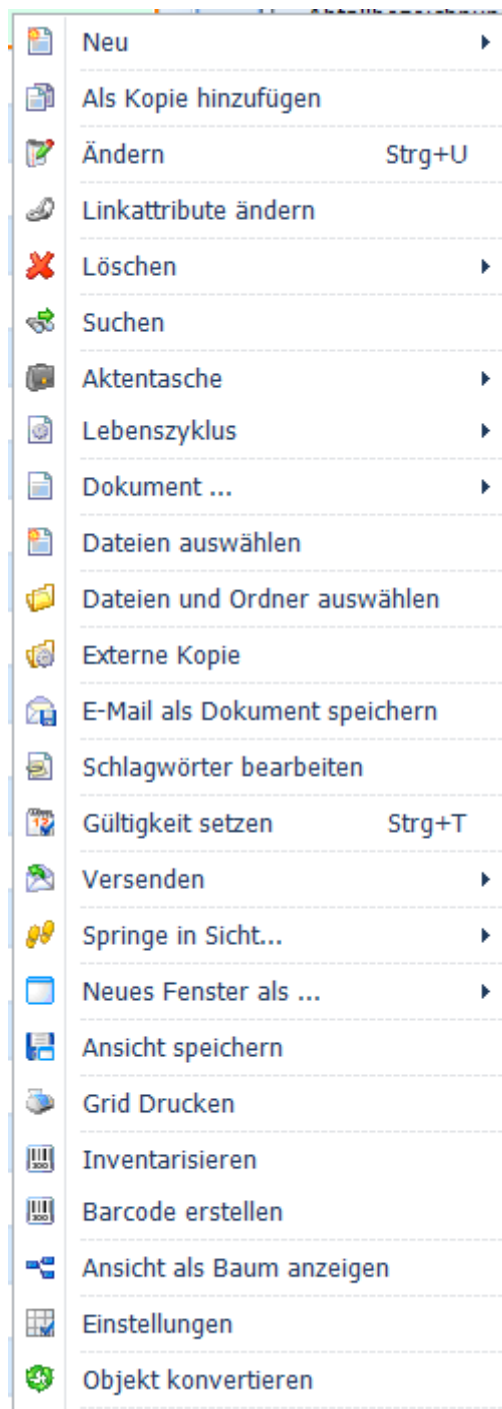 Neu
Als Kopie hinzufügen
Ändern Strg+U
Linkattribute ändern
Löschen
Suchen
Aktentasche
Lebenszyklus
Dokument ...
Dateien auswählen
Dateien und Ordner auswählen
Externe Kopie
E-Mail als Dokument speichern
Schlagwörter bearbeiten
Gültigkeit setzen Strg+T
Versenden
Springe in Sicht...
Neues Fenster als ...
Ansicht speichern
Grid Drucken
Inventarisieren
Barcode erstellen
Ansicht als Baum anzeigen
Einstellungen
Objekt konvertieren